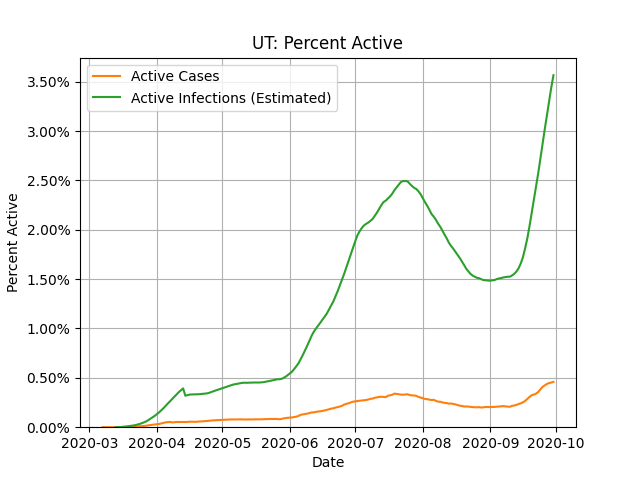 UT: Percent Active
Active Cases
Active Infections (Estimated)
Percent Active
3.50%
3.00%
2.50%
2.00%
1.50%
1.00%
0.50%
0.00%
2020-03 2020-04 2020-05 2020-06 2020-07 2020-08 2020-09 2020-10
Date